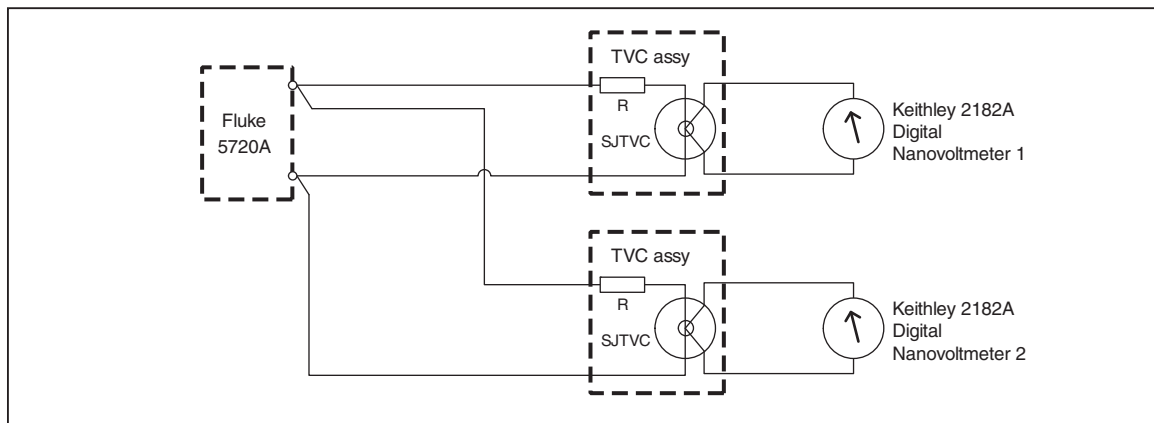 Fluke
5720A
TVC assy
R
SJTVC
Keithley 2182A
Digital
Nanovoltmeter 1
TVC assy
R
SJTVC
Keithley 2182A
Digital
Nanovoltmeter 2